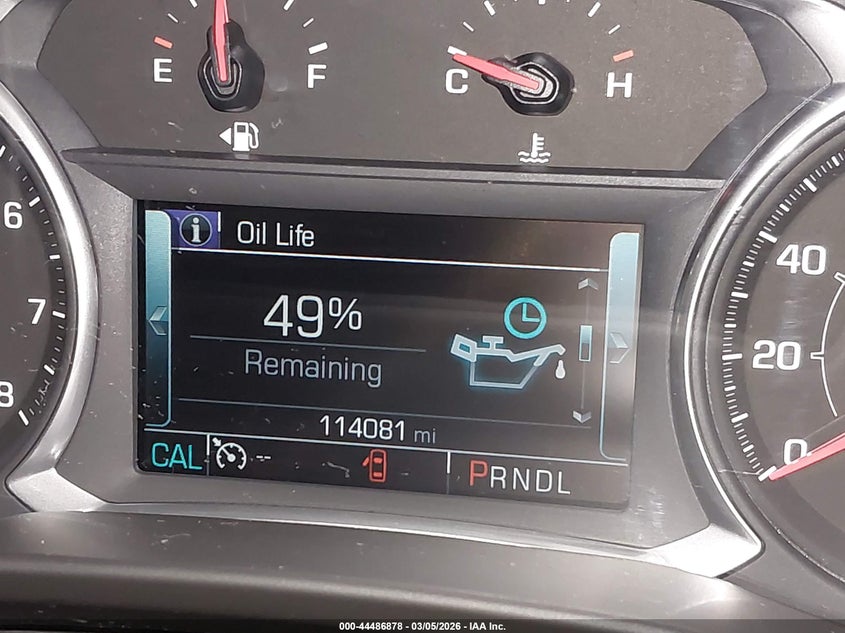 E F C H
6
7
8
i Oil Life
49%
Remaining
114081 mi
CAL -- PRNDL
40
20
0
000-44486878 - 03/05/2026 - IAA Inc.